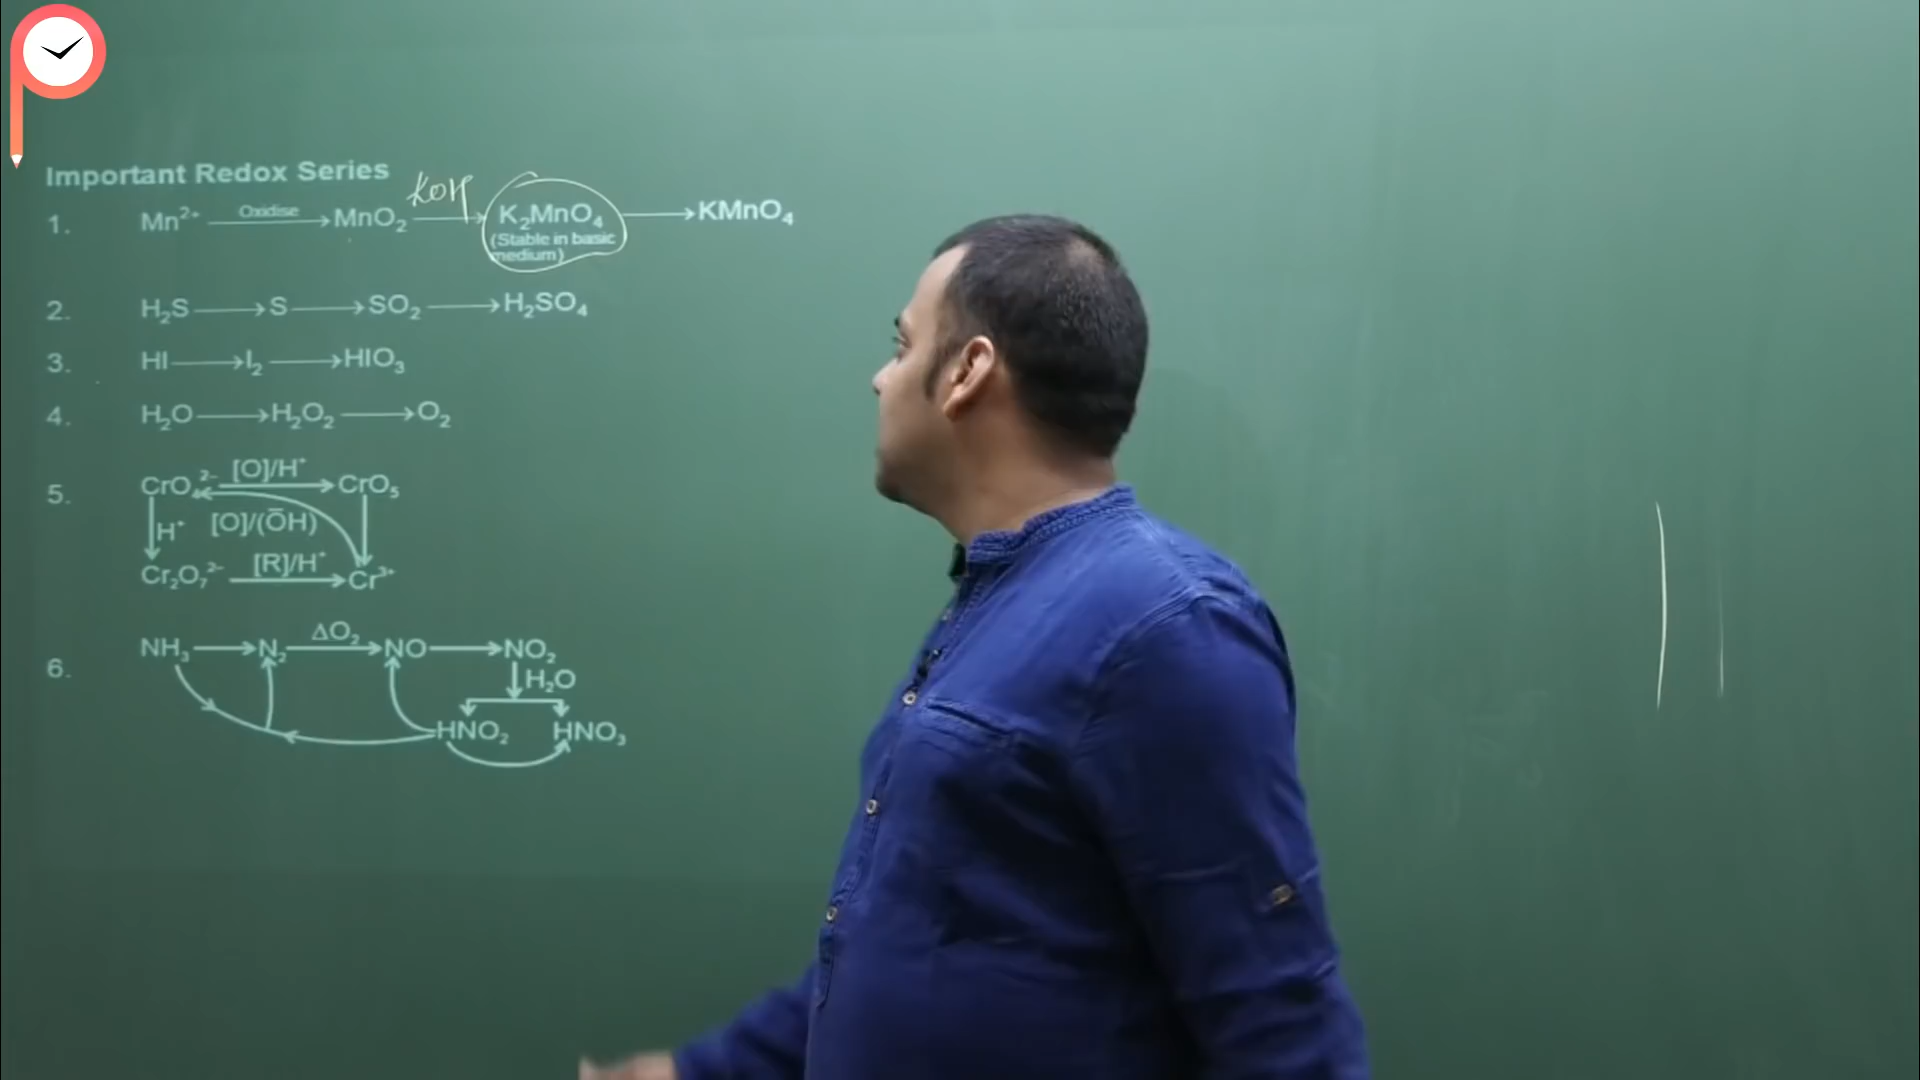 Important Redox Series
KOH
1. Mn²⁺ —Oxidise→ MnO₂ → K₂MnO₄ → KMnO₄
(Stable in basic
medium)
2. H₂S → S → SO₂ → H₂SO₄
3. HI → I₂ → HIO₃
4. H₂O → H₂O₂ → O₂
[O]/H⁺
5. CrO₄²⁻ → CrO₅
H⁺ [O]/(ŌH)
[R]/H⁺
Cr₂O₇²⁻ → Cr³⁺
ΔO₂
6. NH₃ → N₂ → NO → NO₂
H₂O
HNO₂ HNO₃